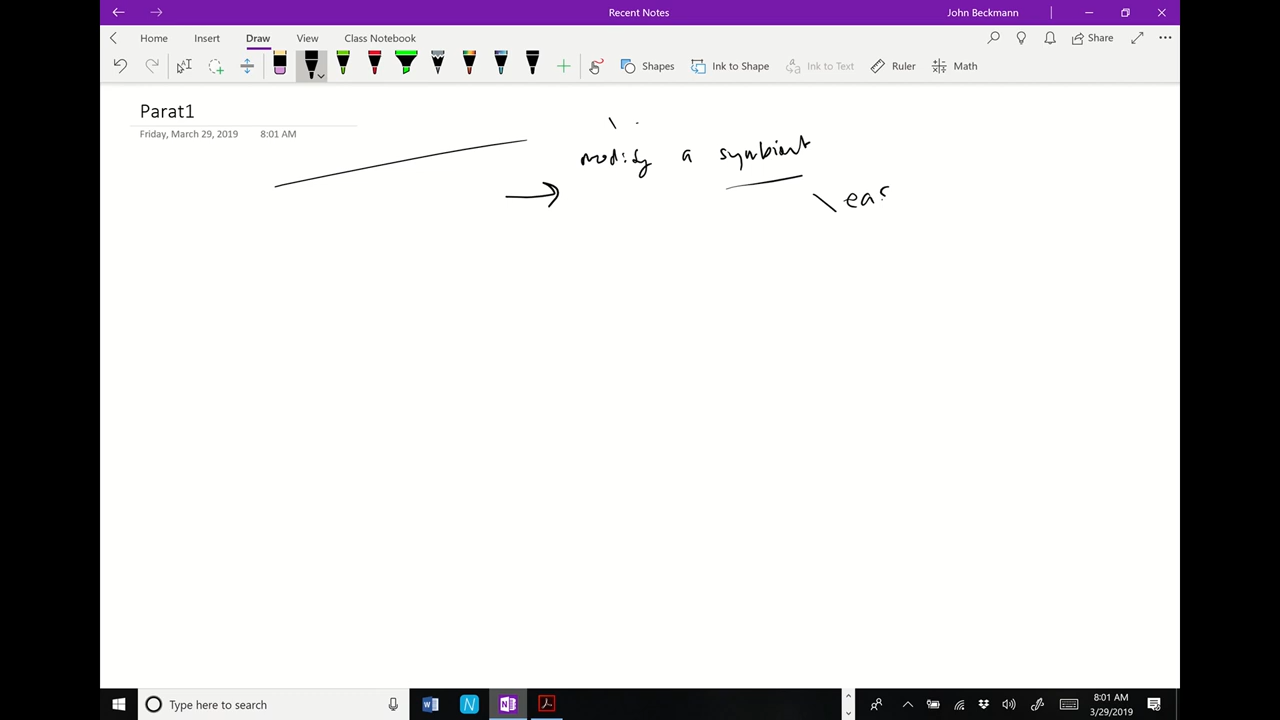 Recent Notes
John Beckmann
Home Insert Draw View Class Notebook
Share
Shapes Ink to Shape Ink to Text Ruler Math
Parat1
Friday, March 29, 2019 8:01 AM
modify a symbiont
eas
Type here to search
8:01 AM
3/29/2019